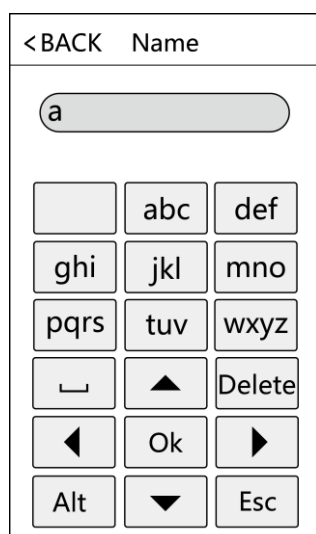 <BACK Name
a
abc def
ghi jkl mno
pqrs tuv wxyz
Delete
Ok
Alt Esc